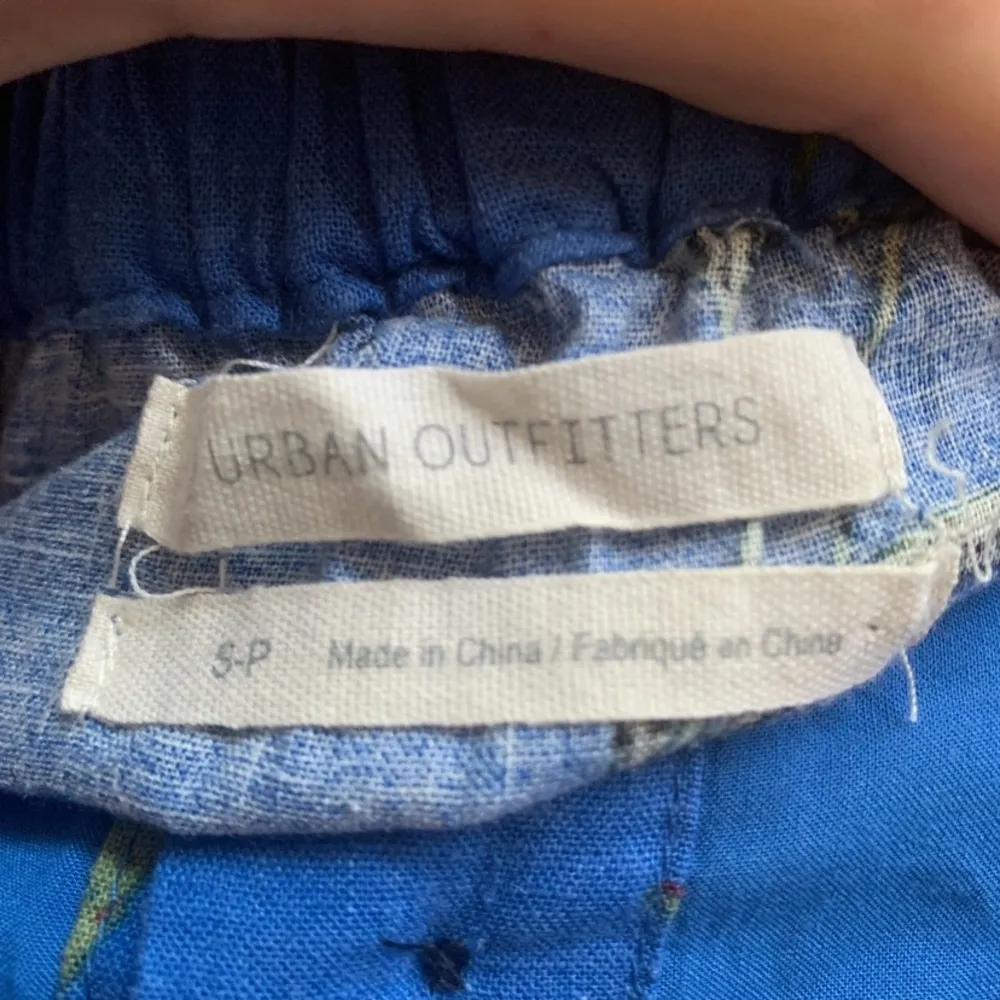 URBAN OUTFITTERS
S-P Made in China / Fabriqué en Chine